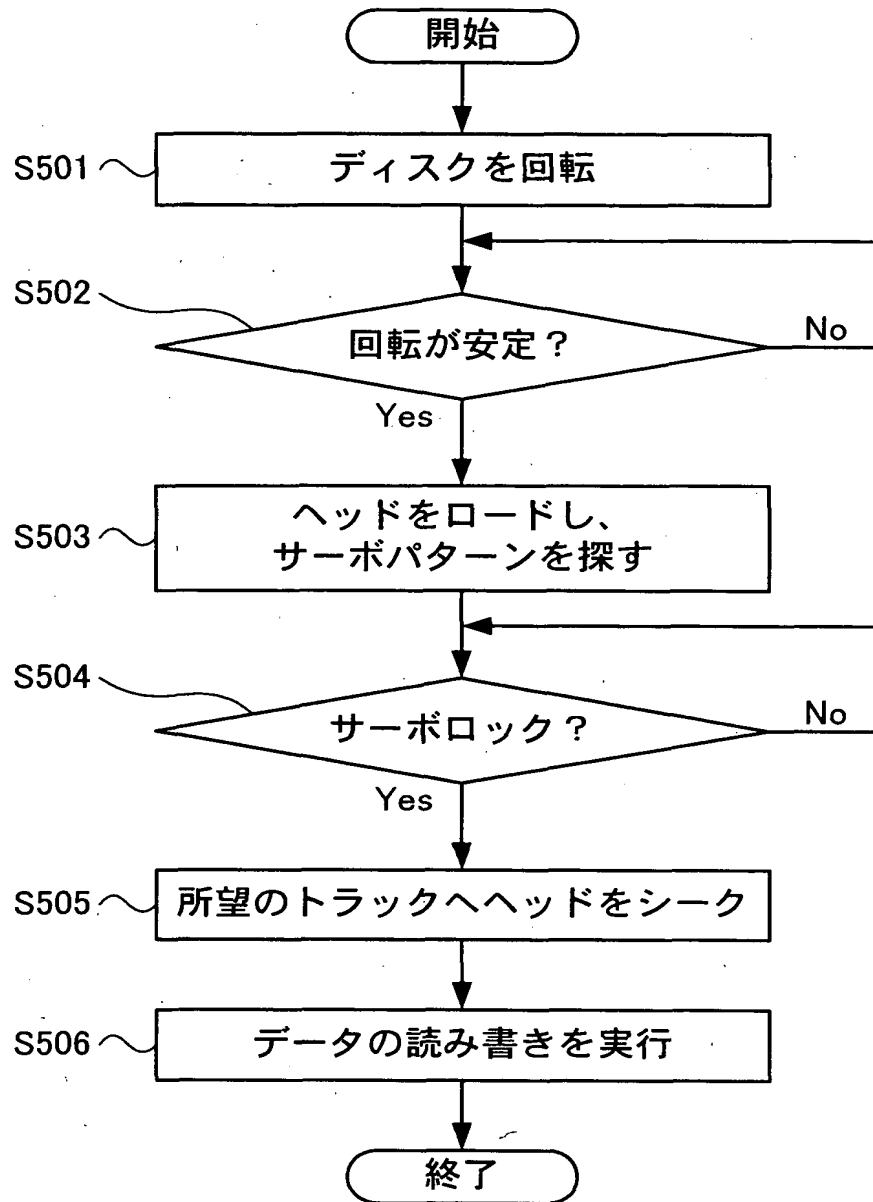 開始
S501
ディスクを回転
S502
回転が安定？
No
Yes
S503
ヘッドをロードし、
サーボパターンを探す
S504
サーボロック？
No
Yes
S505
所望のトラックへヘッドをシーク
S506
データの読み書きを実行
終了